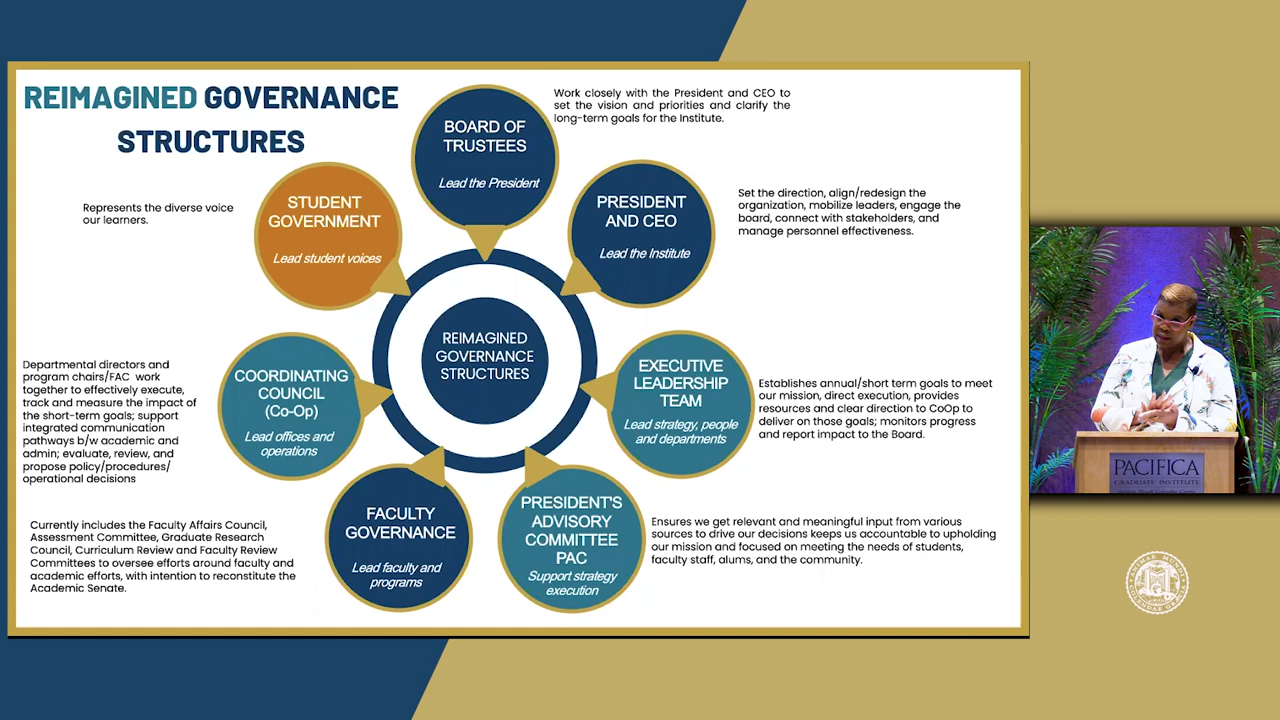 REIMAGINED GOVERNANCE
STRUCTURES
BOARD OF
TRUSTEES
Lead the President
Work closely with the President and CEO to
set the vision and priorities and clarify the
long-term goals for the Institute.
PRESIDENT
AND CEO
Lead the Institute
Set the direction, align/redesign the
organization, mobilize leaders, engage the
board, connect with stakeholders, and
manage personnel effectiveness.
EXECUTIVE
LEADERSHIP
TEAM
Lead strategy, people
and departments
Establishes annual/short term goals to meet
our mission, direct execution, provides
resources and clear direction to CoOp to
deliver on those goals; monitors progress
and report impact to the Board.
PRESIDENT'S
ADVISORY
COMMITTEE
PAC
Support strategy
execution
Ensures we get relevant and meaningful input from various
sources to drive our decisions keeps us accountable to upholding
our mission and focused on meeting the needs of students,
faculty staff, alums, and the community.
FACULTY
GOVERNANCE
Lead faculty and
programs
Currently includes the Faculty Affairs Council,
Assessment Committee, Graduate Research
Council, Curriculum Review and Faculty Review
Committees to oversee efforts around faculty and
academic efforts, with intention to reconstitute the
Academic Senate.
COORDINATING
COUNCIL
(Co-Op)
Lead offices and
operations
Departmental directors and
program chairs/FAC work
together to effectively execute,
track and measure the impact of
the short-term goals; support
integrated communication
pathways b/w academic and
admin; evaluate, review, and
propose policy/procedures/
operational decisions
STUDENT
GOVERNMENT
Lead student voices
Represents the diverse voice
our learners.
REIMAGINED
GOVERNANCE
STRUCTURES
PACIFICA
GRADUATE INSTITUTE
ANIMAE MUNDI
COLENDAE GRATIA